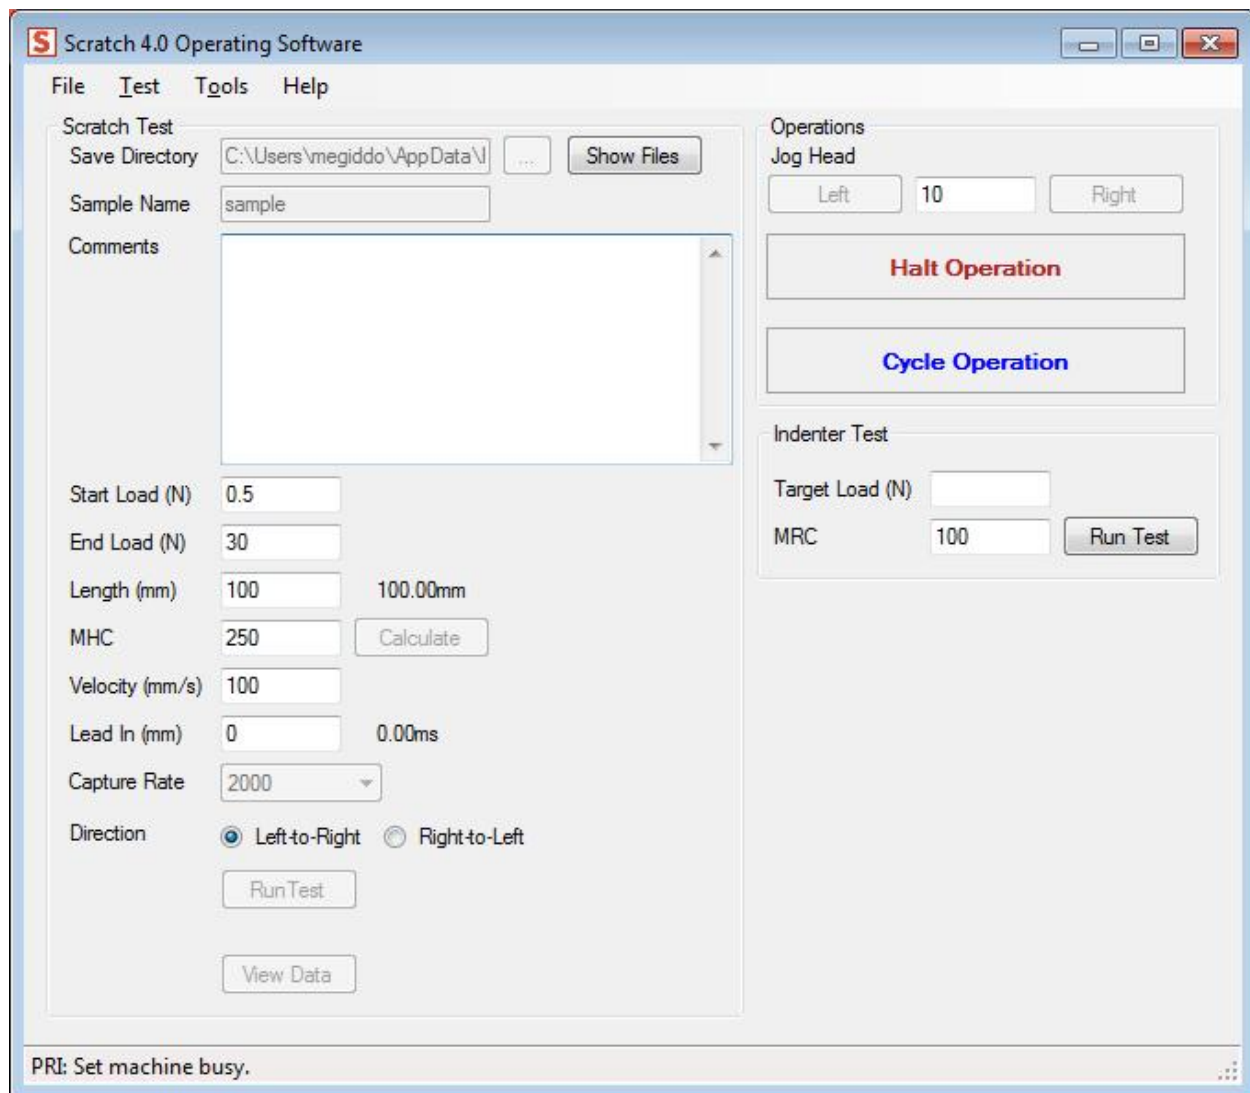 S Scratch 4.0 Operating Software
File Test Tools Help
Scratch Test
Save Directory C:\Users\megiddo\AppData\l ... Show Files
Sample Name sample
Comments
Start Load (N) 0.5
End Load (N) 30
Length (mm) 100 100.00mm
MHC 250 Calculate
Velocity (mm/s) 100
Lead In (mm) 0 0.00ms
Capture Rate 2000
Direction Left-to-Right Right-to-Left
Run Test
View Data
Operations
Jog Head
Left 10 Right
Halt Operation
Cycle Operation
Indenter Test
Target Load (N)
MRC 100 Run Test
PRI: Set machine busy.